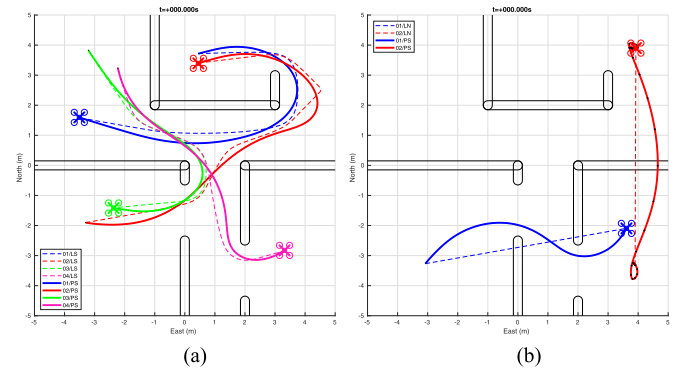 t=+000.000s
5
4
3
2
1
0
-1
-2
-3
-4
-5
North (m)
01/LS
02/LS
03/LS
04/LS
01/PS
02/PS
03/PS
04/PS
-5 -4 -3 -2 -1 0 1 2 3 4 5
East (m)
(a)
t=+000.000s
5
4
3
2
1
0
-1
-2
-3
-4
-5
North (m)
01/LN
02/LN
01/PS
02/PS
-5 -4 -3 -2 -1 0 1 2 3 4 5
East (m)
(b)